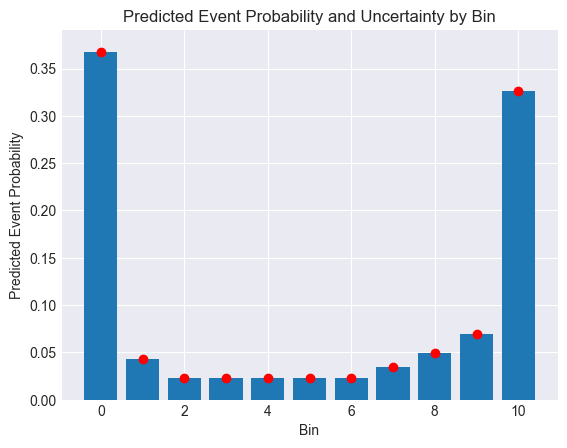 Predicted Event Probability and Uncertainty by Bin
Predicted Event Probability
0.35
0.30
0.25
0.20
0.15
0.10
0.05
0.00
0 2 4 6 8 10
Bin